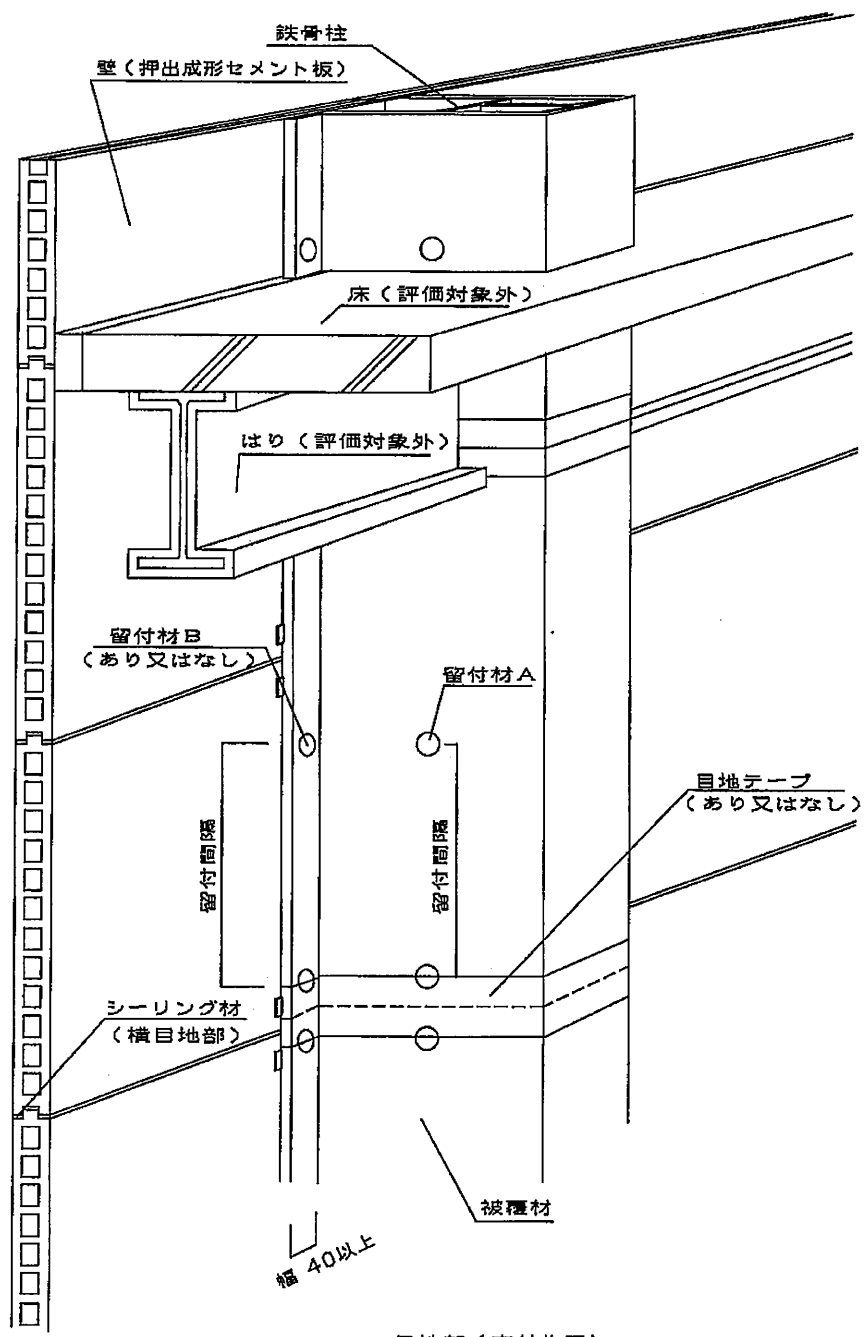 鉄骨柱
壁(押出成形セメント板)
床(評価対象外)
はり(評価対象外)
留付材B
(あり又はなし)
留付材A
目地テープ
(あり又はなし)
留付間隔
留付間隔
シーリング材
(横目地部)
被覆材
幅 40以上